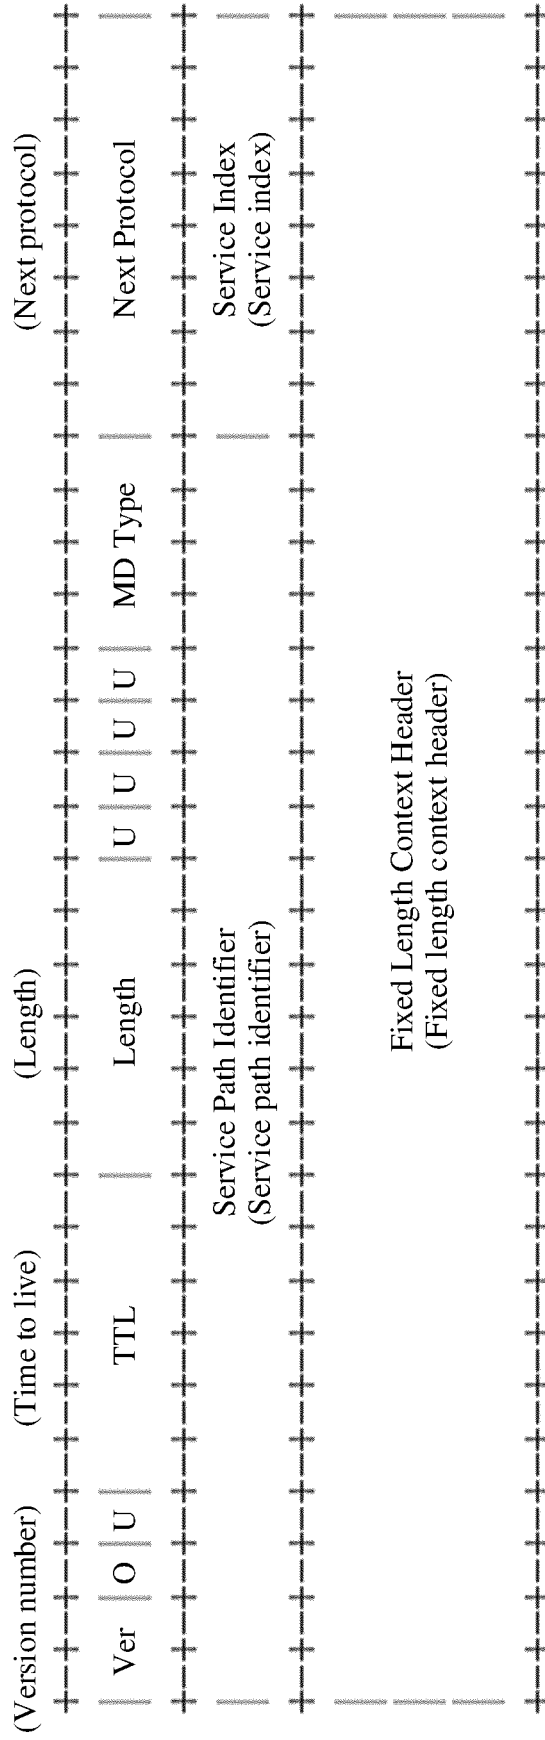 (Version number) (Time to live) (Length) (Next protocol)
Ver O U TTL Length U U U U MD Type Next Protocol
Service Path Identifier Service Index
(Service path identifier) (Service index)
Fixed Length Context Header
(Fixed length context header)